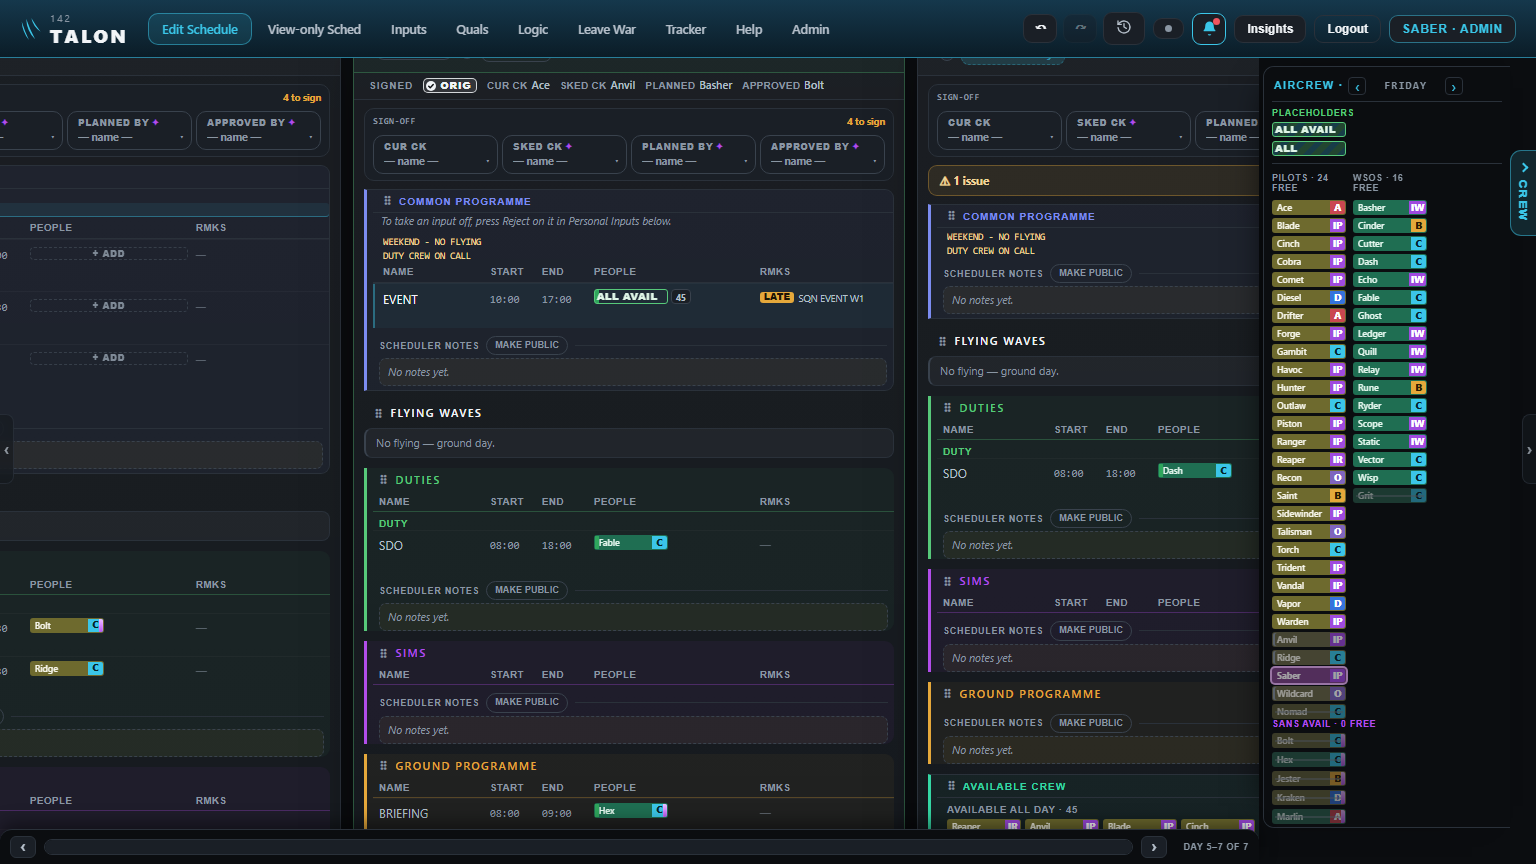 142
TALON
Edit Schedule
View-only Sched
Inputs
Quals
Logic
Leave War
Tracker
Help
Admin
Insights
Logout
SABER · ADMIN
4 to sign
— name —
PLANNED BY ✦
— name —
APPROVED BY ✦
— name —
PEOPLE
RMKS
+ ADD
—
+ ADD
—
+ ADD
—
PEOPLE
RMKS
Bolt C
—
Ridge C
—
PEOPLE
RMKS
SIGNED
ORIG
CUR CK Ace
SKED CK Anvil
PLANNED Basher
APPROVED Bolt
SIGN-OFF
4 to sign
CUR CK
— name —
SKED CK ✦
— name —
PLANNED BY ✦
— name —
APPROVED BY ✦
— name —
COMMON PROGRAMME
To take an input off, press Reject on it in Personal Inputs below.
WEEKEND - NO FLYING
DUTY CREW ON CALL
NAME START END PEOPLE RMKS
EVENT 10:00 17:00 ALL AVAIL 45 LATE SQN EVENT W1
SCHEDULER NOTES MAKE PUBLIC
No notes yet.
FLYING WAVES
No flying — ground day.
DUTIES
NAME START END PEOPLE RMKS
DUTY
SDO 08:00 18:00 Fable C —
SCHEDULER NOTES MAKE PUBLIC
No notes yet.
SIMS
NAME START END PEOPLE RMKS
SCHEDULER NOTES MAKE PUBLIC
No notes yet.
GROUND PROGRAMME
NAME START END PEOPLE RMKS
BRIEFING 08:00 09:00 Hex C —
SIGN-OFF
CUR CK
— name —
SKED CK ✦
— name —
PLANNED
— name —
1 issue
COMMON PROGRAMME
WEEKEND - NO FLYING
DUTY CREW ON CALL
SCHEDULER NOTES MAKE PUBLIC
No notes yet.
FLYING WAVES
No flying — ground day.
DUTIES
NAME START END PEOPLE
DUTY
SDO 08:00 18:00 Dash C
SCHEDULER NOTES MAKE PUBLIC
No notes yet.
SIMS
NAME START END PEOPLE
SCHEDULER NOTES MAKE PUBLIC
No notes yet.
GROUND PROGRAMME
SCHEDULER NOTES MAKE PUBLIC
No notes yet.
AVAILABLE CREW
AVAILABLE ALL DAY · 45
Reaper IR Anvil IP Blade IP Cinch IP
AIRCREW · ‹ FRIDAY ›
PLACEHOLDERS
ALL AVAIL
ALL
PILOTS · 24 FREE
Ace A
Blade IP
Cinch IP
Cobra IP
Comet IP
Diesel D
Drifter A
Forge IP
Gambit C
Havoc IP
Hunter IP
Outlaw C
Piston IP
Ranger IP
Reaper IR
Recon O
Saint B
Sidewinder IP
Talisman O
Torch C
Trident IP
Vandal IP
Vapor D
Warden IP
Anvil IP
Ridge C
Saber IP
Wildcard O
Nomad C
WSOS · 16 FREE
Basher IW
Cinder B
Cutter C
Dash C
Echo IW
Fable C
Ghost C
Ledger IW
Quill IW
Relay IW
Rune B
Ryder C
Scope IW
Static IW
Vector C
Wisp C
Grit C
SANS AVAIL · 0 FREE
Bolt C
Hex C
Jester B
Kraken D
Marlin A
CREW
DAY 5–7 OF 7